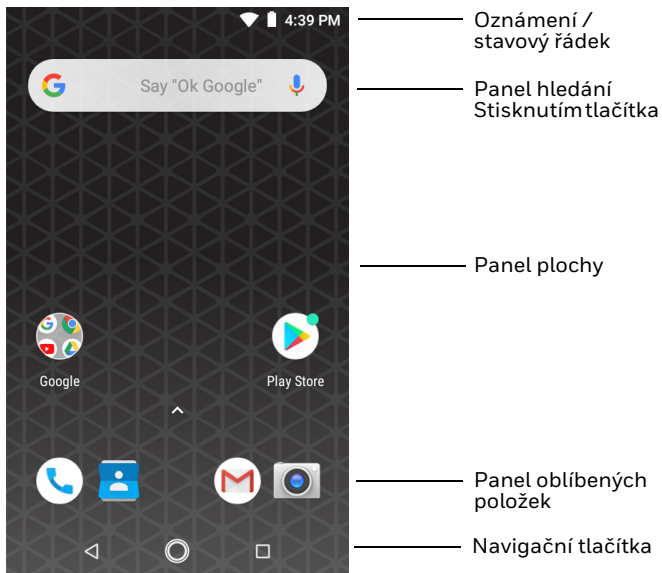 4:39 PM
Oznámení /
stavový řádek
Say "Ok Google"
Panel hledání
Stisknutím tlačítka
Panel plochy
Google
Play Store
Panel oblíbených
položek
Navigační tlačítka